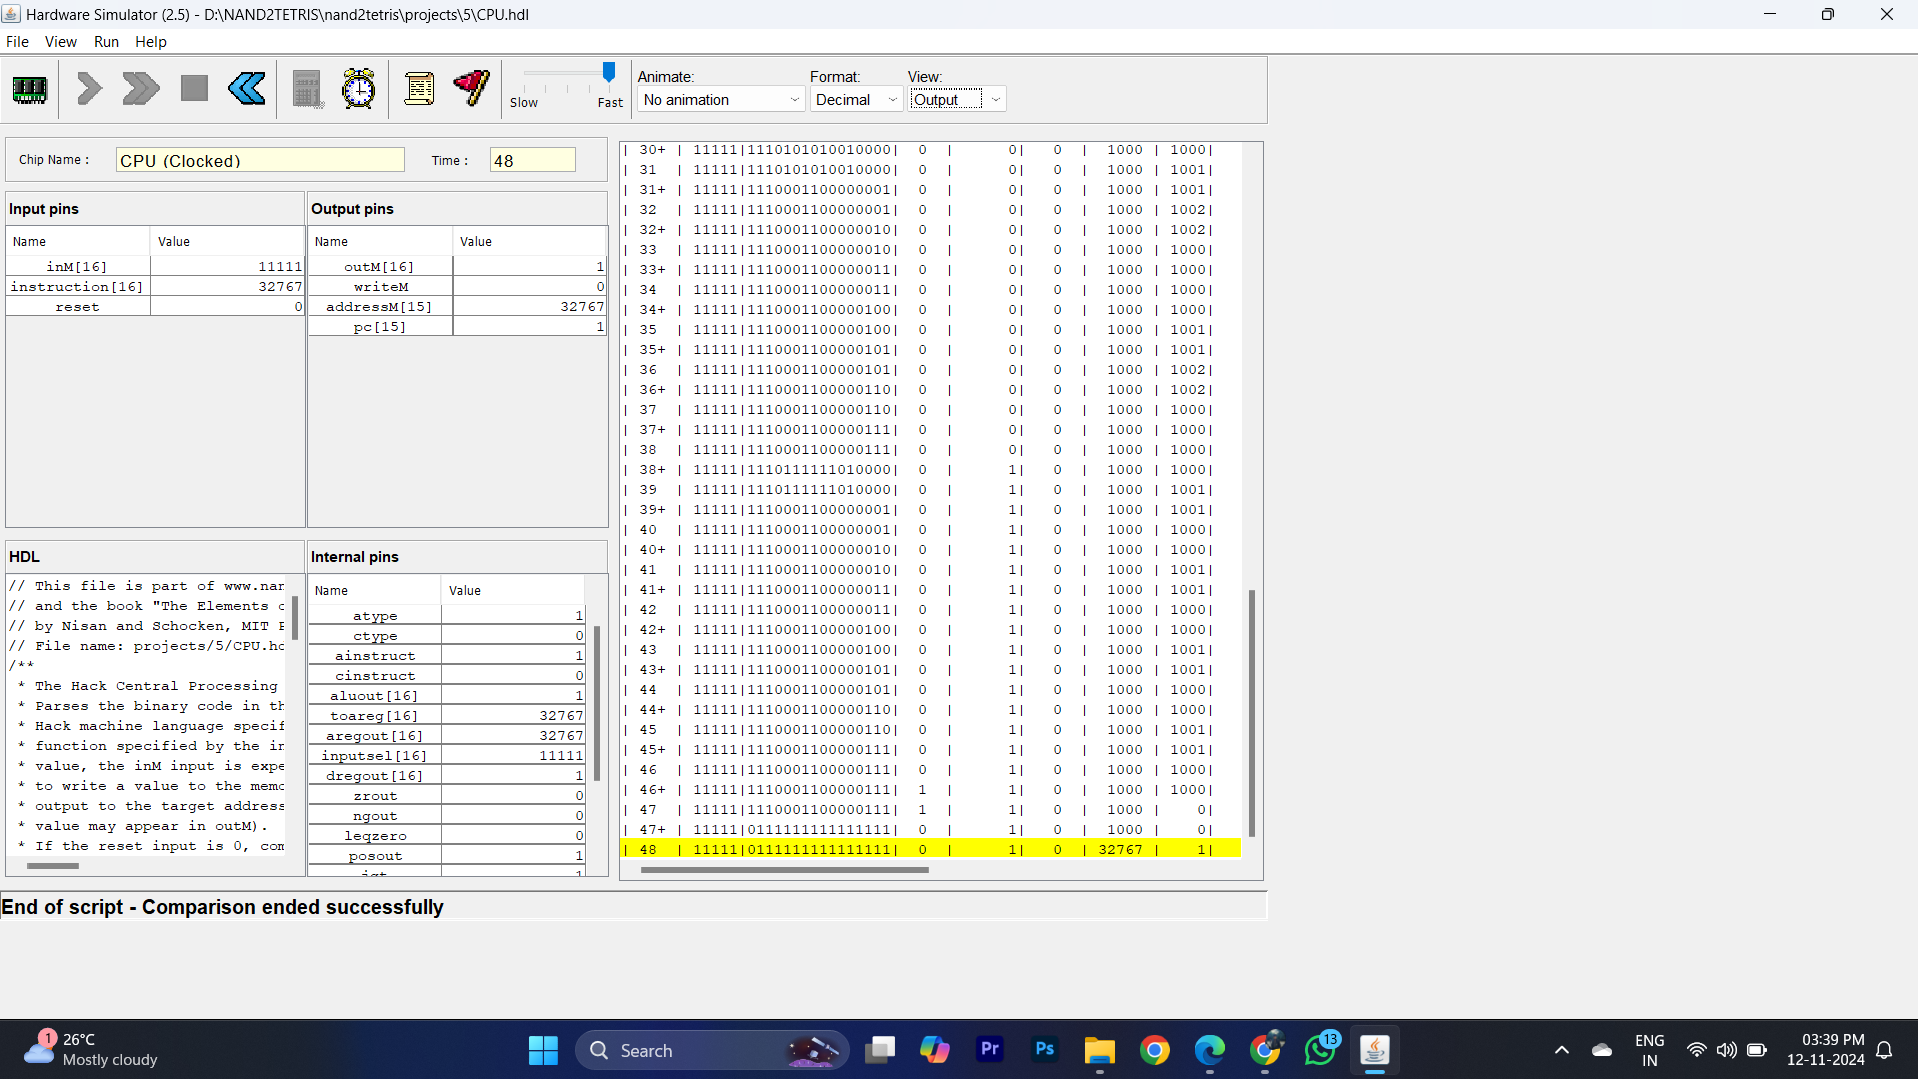 Hardware Simulator (2.5) - D:\NAND2TETRIS\nand2tetris\projects\5\CPU.hdl
File View Run Help
Slow Fast
Animate: Format: View:
No animation Decimal Output
Chip Name : CPU (Clocked) Time : 48
Input pins
Name Value
inM[16] 11111
instruction[16] 32767
reset 0
Output pins
Name Value
outM[16] 1
writeM 0
addressM[15] 32767
pc[15] 1
HDL
// This file is part of www.nan
// and the book "The Elements o
// by Nisan and Schocken, MIT P
// File name: projects/5/CPU.hd
/**
* The Hack Central Processing
* Parses the binary code in th
* Hack machine language specif
* function specified by the in
* value, the inM input is expe
* to write a value to the memo
* output to the target address
* value may appear in outM).
* If the reset input is 0, com
Internal pins
Name Value
atype 1
ctype 0
ainstruct 1
cinstruct 0
aluout[16] 1
toareg[16] 32767
aregout[16] 32767
inputsel[16] 11111
dregout[16] 1
zrout 0
ngout 0
leqzero 0
posout 1
| 30+ | 11111|1110101010010000| 0 | 0| 0 | 1000 | 1000|
| 31 | 11111|1110101010010000| 0 | 0| 0 | 1000 | 1001|
| 31+ | 11111|1110001100000001| 0 | 0| 0 | 1000 | 1001|
| 32 | 11111|1110001100000001| 0 | 0| 0 | 1000 | 1002|
| 32+ | 11111|1110001100000010| 0 | 0| 0 | 1000 | 1002|
| 33 | 11111|1110001100000010| 0 | 0| 0 | 1000 | 1000|
| 33+ | 11111|1110001100000011| 0 | 0| 0 | 1000 | 1000|
| 34 | 11111|1110001100000011| 0 | 0| 0 | 1000 | 1000|
| 34+ | 11111|1110001100000100| 0 | 0| 0 | 1000 | 1000|
| 35 | 11111|1110001100000100| 0 | 0| 0 | 1000 | 1001|
| 35+ | 11111|1110001100000101| 0 | 0| 0 | 1000 | 1001|
| 36 | 11111|1110001100000101| 0 | 0| 0 | 1000 | 1002|
| 36+ | 11111|1110001100000110| 0 | 0| 0 | 1000 | 1002|
| 37 | 11111|1110001100000110| 0 | 0| 0 | 1000 | 1000|
| 37+ | 11111|1110001100000111| 0 | 0| 0 | 1000 | 1000|
| 38 | 11111|1110001100000111| 0 | 0| 0 | 1000 | 1000|
| 38+ | 11111|1110111111010000| 0 | 1| 0 | 1000 | 1000|
| 39 | 11111|1110111111010000| 0 | 1| 0 | 1000 | 1001|
| 39+ | 11111|1110001100000001| 0 | 1| 0 | 1000 | 1001|
| 40 | 11111|1110001100000001| 0 | 1| 0 | 1000 | 1000|
| 40+ | 11111|1110001100000010| 0 | 1| 0 | 1000 | 1000|
| 41 | 11111|1110001100000010| 0 | 1| 0 | 1000 | 1001|
| 41+ | 11111|1110001100000011| 0 | 1| 0 | 1000 | 1001|
| 42 | 11111|1110001100000011| 0 | 1| 0 | 1000 | 1000|
| 42+ | 11111|1110001100000100| 0 | 1| 0 | 1000 | 1000|
| 43 | 11111|1110001100000100| 0 | 1| 0 | 1000 | 1001|
| 43+ | 11111|1110001100000101| 0 | 1| 0 | 1000 | 1001|
| 44 | 11111|1110001100000101| 0 | 1| 0 | 1000 | 1000|
| 44+ | 11111|1110001100000110| 0 | 1| 0 | 1000 | 1000|
| 45 | 11111|1110001100000110| 0 | 1| 0 | 1000 | 1001|
| 45+ | 11111|1110001100000111| 0 | 1| 0 | 1000 | 1001|
| 46 | 11111|1110001100000111| 0 | 1| 0 | 1000 | 1000|
| 46+ | 11111|1110001100000111| 1 | 1| 0 | 1000 | 1000|
| 47 | 11111|1110001100000111| 1 | 1| 0 | 1000 | 0|
| 47+ | 11111|0111111111111111| 0 | 1| 0 | 1000 | 0|
| 48 | 11111|0111111111111111| 0 | 1| 0 | 32767 | 1|
End of script - Comparison ended successfully
1
26°C
Mostly cloudy
Search
Pr
Ps
13
ENG
IN
03:39 PM
12-11-2024